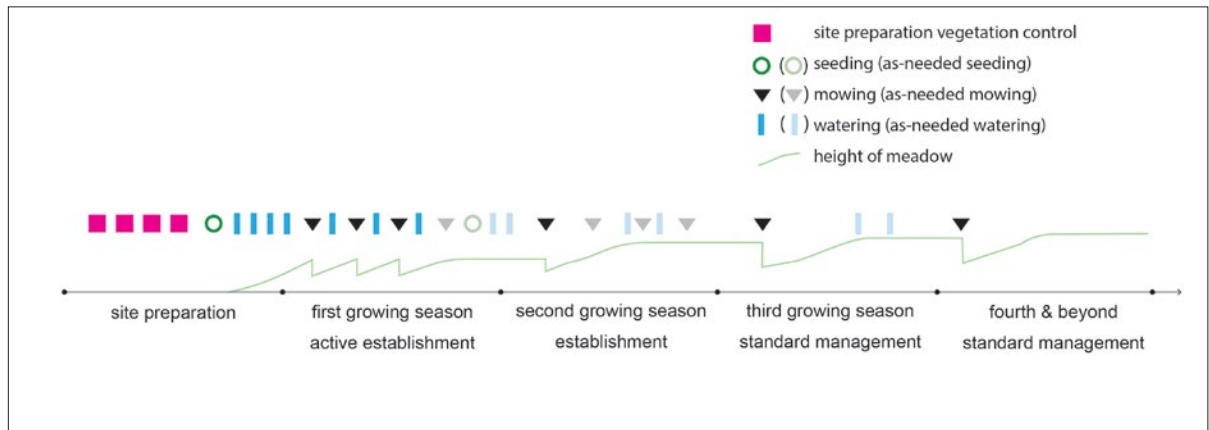 site preparation vegetation control
( ) seeding (as-needed seeding)
( ) mowing (as-needed mowing)
( ) watering (as-needed watering)
height of meadow
site preparation
first growing season
active establishment
second growing season
establishment
third growing season
standard management
fourth & beyond
standard management